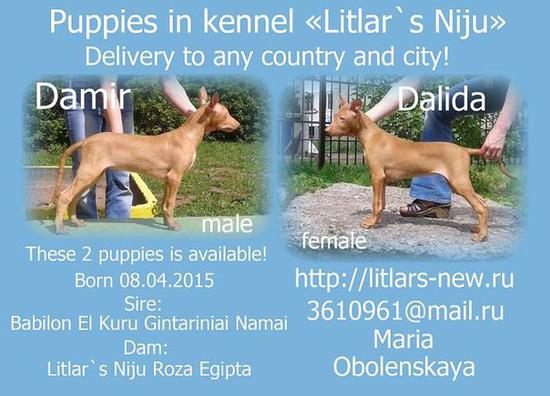 Puppies in kennel «Litlar`s Niju»
Delivery to any country and city!
Damir
male
Dalida
female
These 2 puppies is available!
Born 08.04.2015
Sire:
Babilon El Kuru Gintariniai Namai
Dam:
Litlar`s Niju Roza Egipta
http://litlars-new.ru
3610961@mail.ru
Maria
Obolenskaya